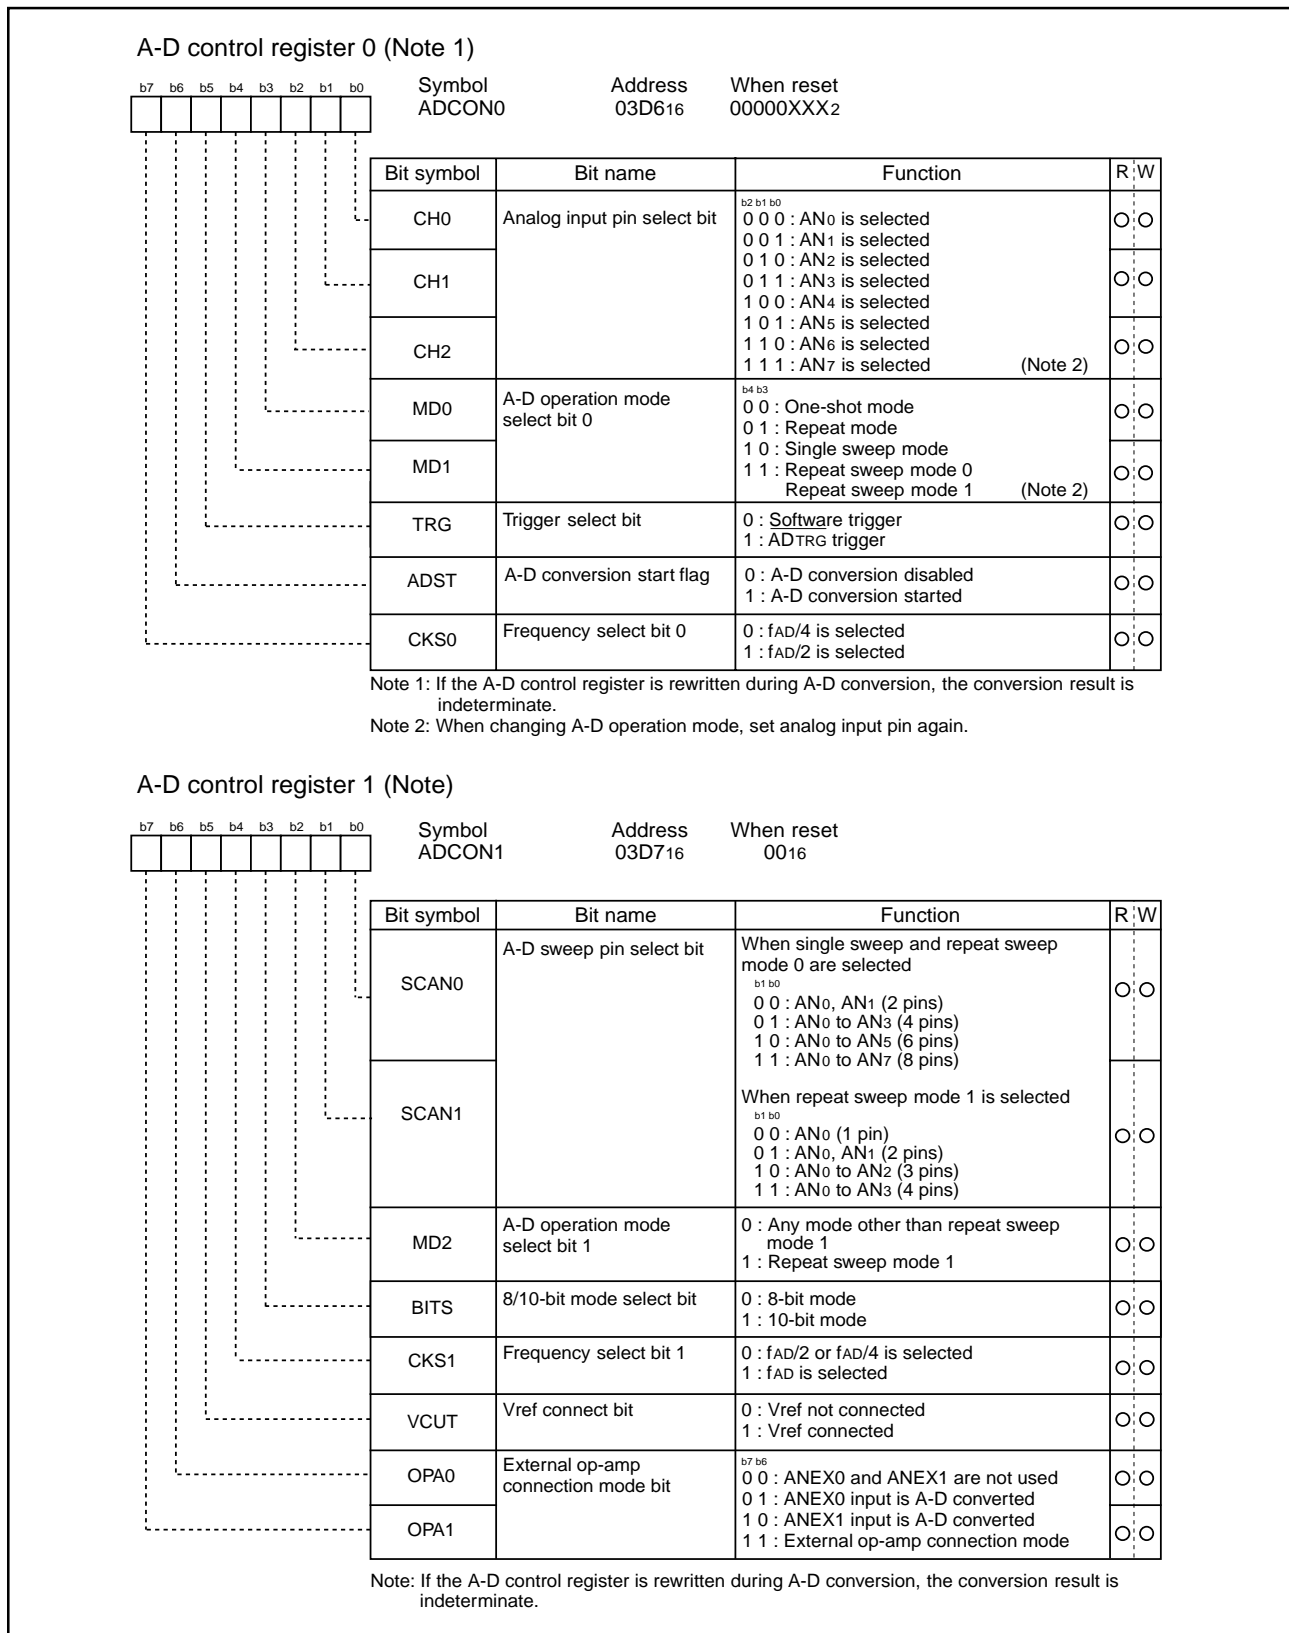 A-D control register 0 (Note 1)
b7 b6 b5 b4 b3 b2 b1 b0
Symbol Address When reset
ADCON0 03D616 00000XXX2
Bit symbol Bit name Function R W
CH0 Analog input pin select bit
b2 b1 b0
0 0 0 : AN0 is selected
0 0 1 : AN1 is selected
0 1 0 : AN2 is selected
CH1
0 1 1 : AN3 is selected
1 0 0 : AN4 is selected
1 0 1 : AN5 is selected
CH2
1 1 0 : AN6 is selected
1 1 1 : AN7 is selected (Note 2)
MD0 A-D operation mode
select bit 0
b4 b3
0 0 : One-shot mode
0 1 : Repeat mode
MD1
1 0 : Single sweep mode
1 1 : Repeat sweep mode 0
Repeat sweep mode 1 (Note 2)
TRG Trigger select bit
0 : Software trigger
1 : ADTRG trigger
ADST A-D conversion start flag
0 : A-D conversion disabled
1 : A-D conversion started
CKS0 Frequency select bit 0
0 : fAD/4 is selected
1 : fAD/2 is selected
Note 1: If the A-D control register is rewritten during A-D conversion, the conversion result is
indeterminate.
Note 2: When changing A-D operation mode, set analog input pin again.
A-D control register 1 (Note)
b7 b6 b5 b4 b3 b2 b1 b0
Symbol Address When reset
ADCON1 03D716 0016
Bit symbol Bit name Function R W
SCAN0 A-D sweep pin select bit
When single sweep and repeat sweep
mode 0 are selected
b1 b0
0 0 : AN0, AN1 (2 pins)
0 1 : AN0 to AN3 (4 pins)
1 0 : AN0 to AN5 (6 pins)
1 1 : AN0 to AN7 (8 pins)
SCAN1
When repeat sweep mode 1 is selected
b1 b0
0 0 : AN0 (1 pin)
0 1 : AN0, AN1 (2 pins)
1 0 : AN0 to AN2 (3 pins)
1 1 : AN0 to AN3 (4 pins)
MD2 A-D operation mode
select bit 1
0 : Any mode other than repeat sweep
mode 1
1 : Repeat sweep mode 1
BITS 8/10-bit mode select bit
0 : 8-bit mode
1 : 10-bit mode
CKS1 Frequency select bit 1
0 : fAD/2 or fAD/4 is selected
1 : fAD is selected
VCUT Vref connect bit
0 : Vref not connected
1 : Vref connected
OPA0 External op-amp
connection mode bit
b7 b6
0 0 : ANEX0 and ANEX1 are not used
0 1 : ANEX0 input is A-D converted
OPA1
1 0 : ANEX1 input is A-D converted
1 1 : External op-amp connection mode
Note: If the A-D control register is rewritten during A-D conversion, the conversion result is
indeterminate.